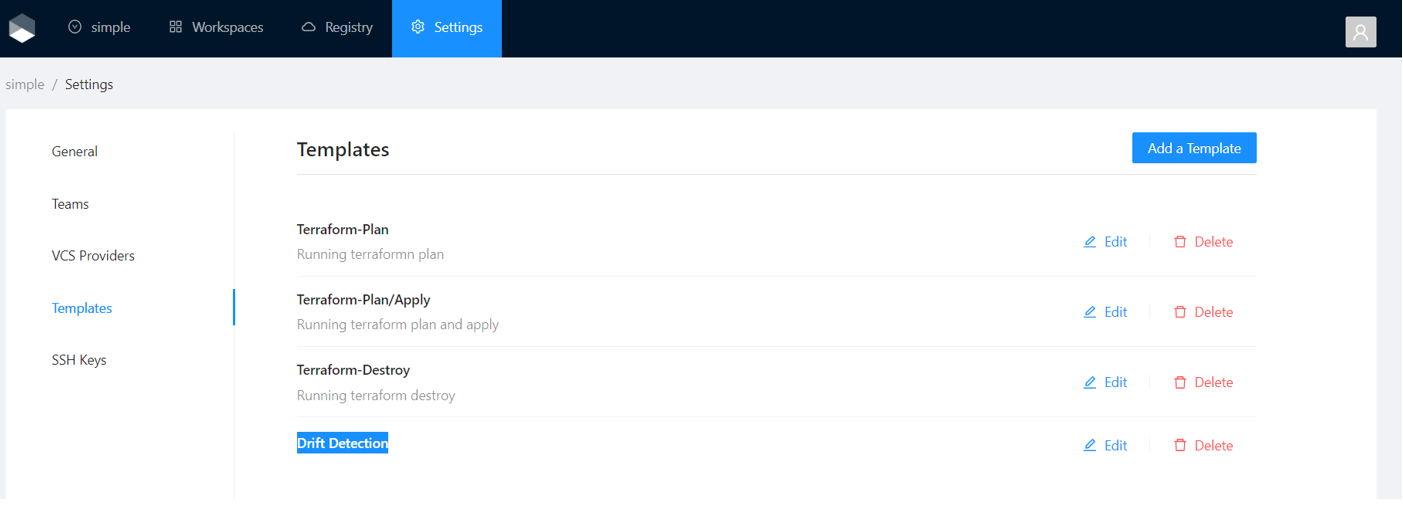 simple Workspaces Registry Settings
simple / Settings
General
Teams
VCS Providers
Templates
SSH Keys
Templates
Add a Template
Terraform-Plan
Running terraformn plan
Edit Delete
Terraform-Plan/Apply
Running terraform plan and apply
Edit Delete
Terraform-Destroy
Running terraform destroy
Edit Delete
Drift Detection
Edit Delete